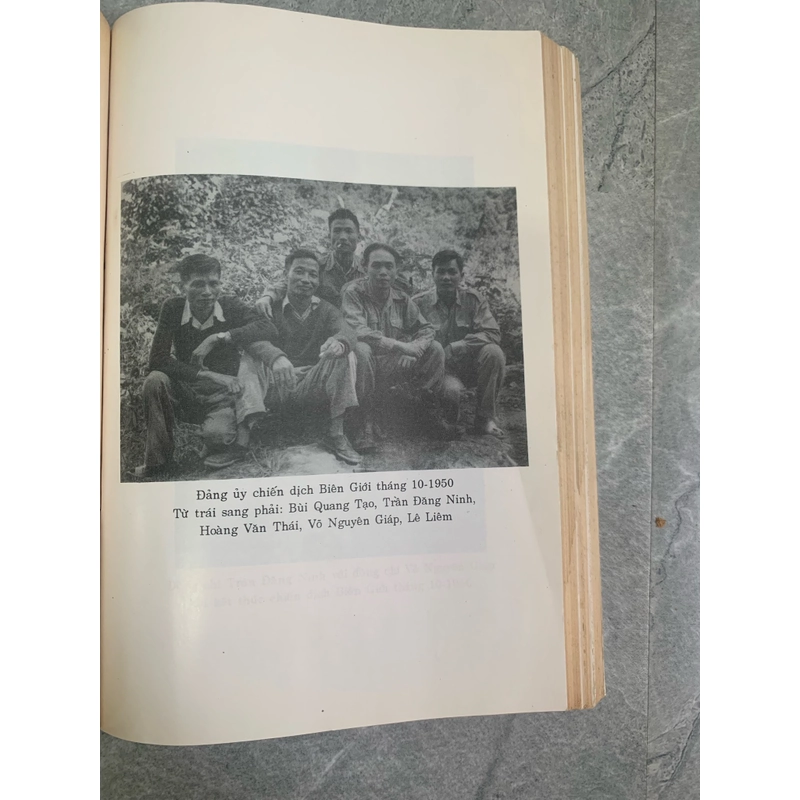 Đảng ủy chiến dịch Biên Giới tháng 10-1950
Từ trái sang phải: Bùi Quang Tạo, Trần Đăng Ninh,
Hoàng Văn Thái, Võ Nguyên Giáp, Lê Liêm